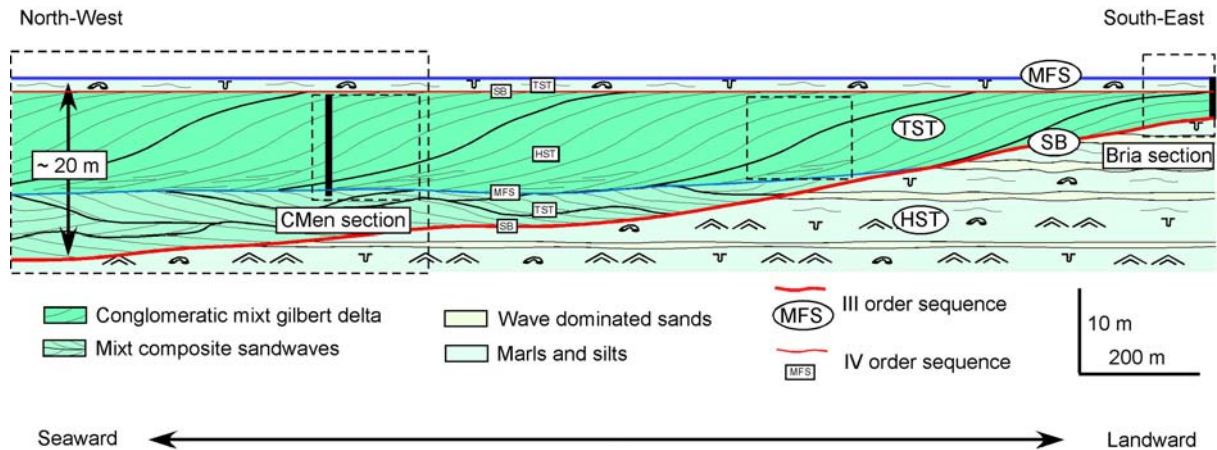 North-West
South-East
MFS
SB
TST
~ 20 m
TST
SB
HST
Bria section
MFS
CMen section
TST
SB
HST
Conglomeratic mixt gilbert delta
Mixt composite sandwaves
Wave dominated sands
Marls and silts
III order sequence
MFS
IV order sequence
MFS
10 m
200 m
Seaward
Landward